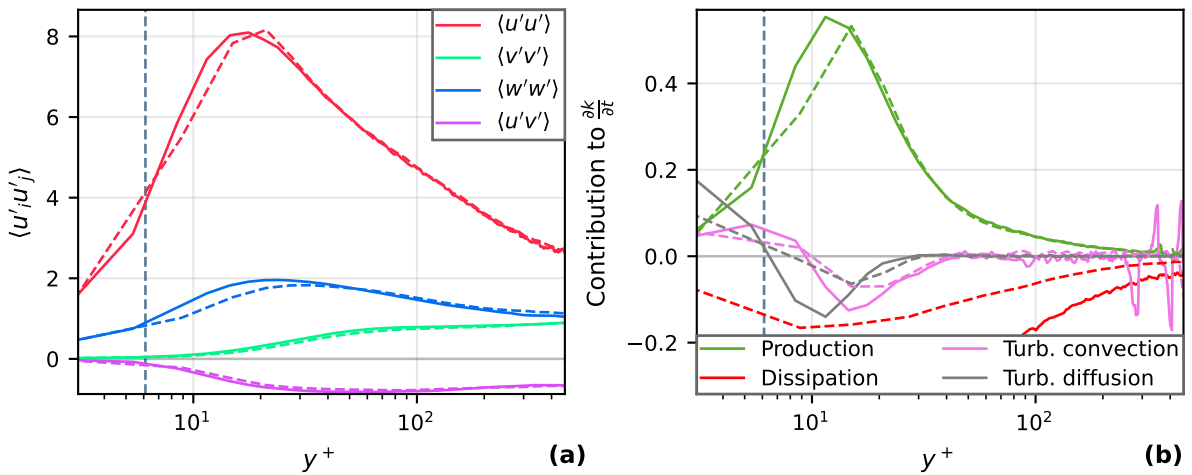 ⟨u′ᵢu′ⱼ⟩
8
6
4
2
0
10¹
10²
y⁺
(a)
⟨u′u′⟩
⟨v′v′⟩
⟨w′w′⟩
⟨u′v′⟩
Contribution to ∂k/∂t
0.4
0.2
0.0
−0.2
10¹
10²
y⁺
(b)
Production
Dissipation
Turb. convection
Turb. diffusion